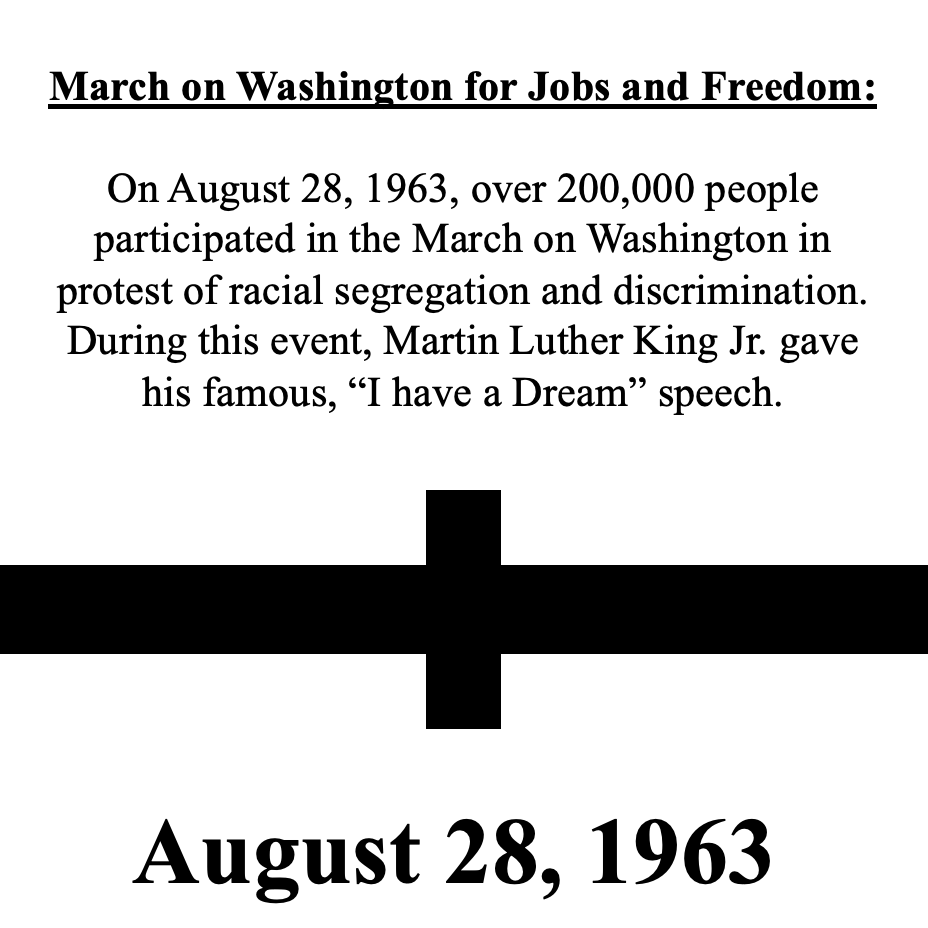 March on Washington for Jobs and Freedom:
On August 28, 1963, over 200,000 people
participated in the March on Washington in
protest of racial segregation and discrimination.
During this event, Martin Luther King Jr. gave
his famous, “I have a Dream” speech.
August 28, 1963